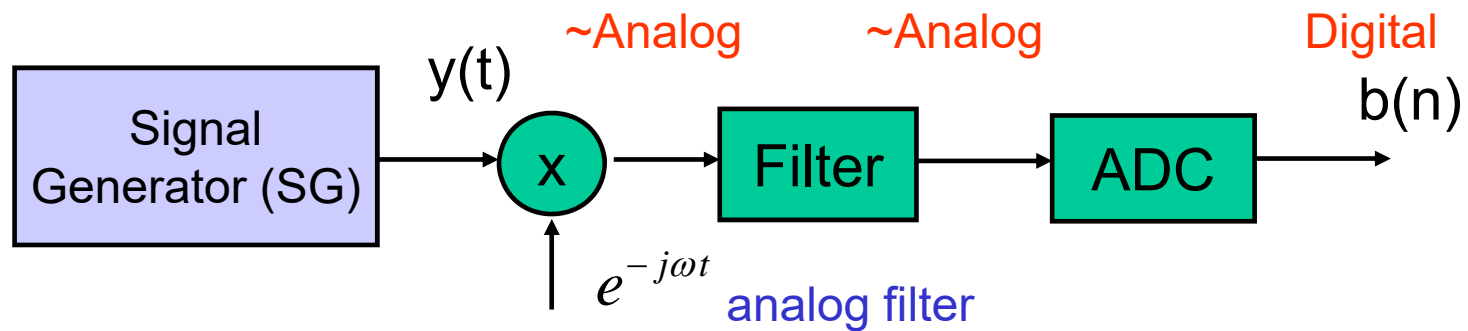 ~Analog ~Analog Digital
y(t) b(n)
Signal
Generator (SG)
x Filter ADC
e^{-jωt} analog filter